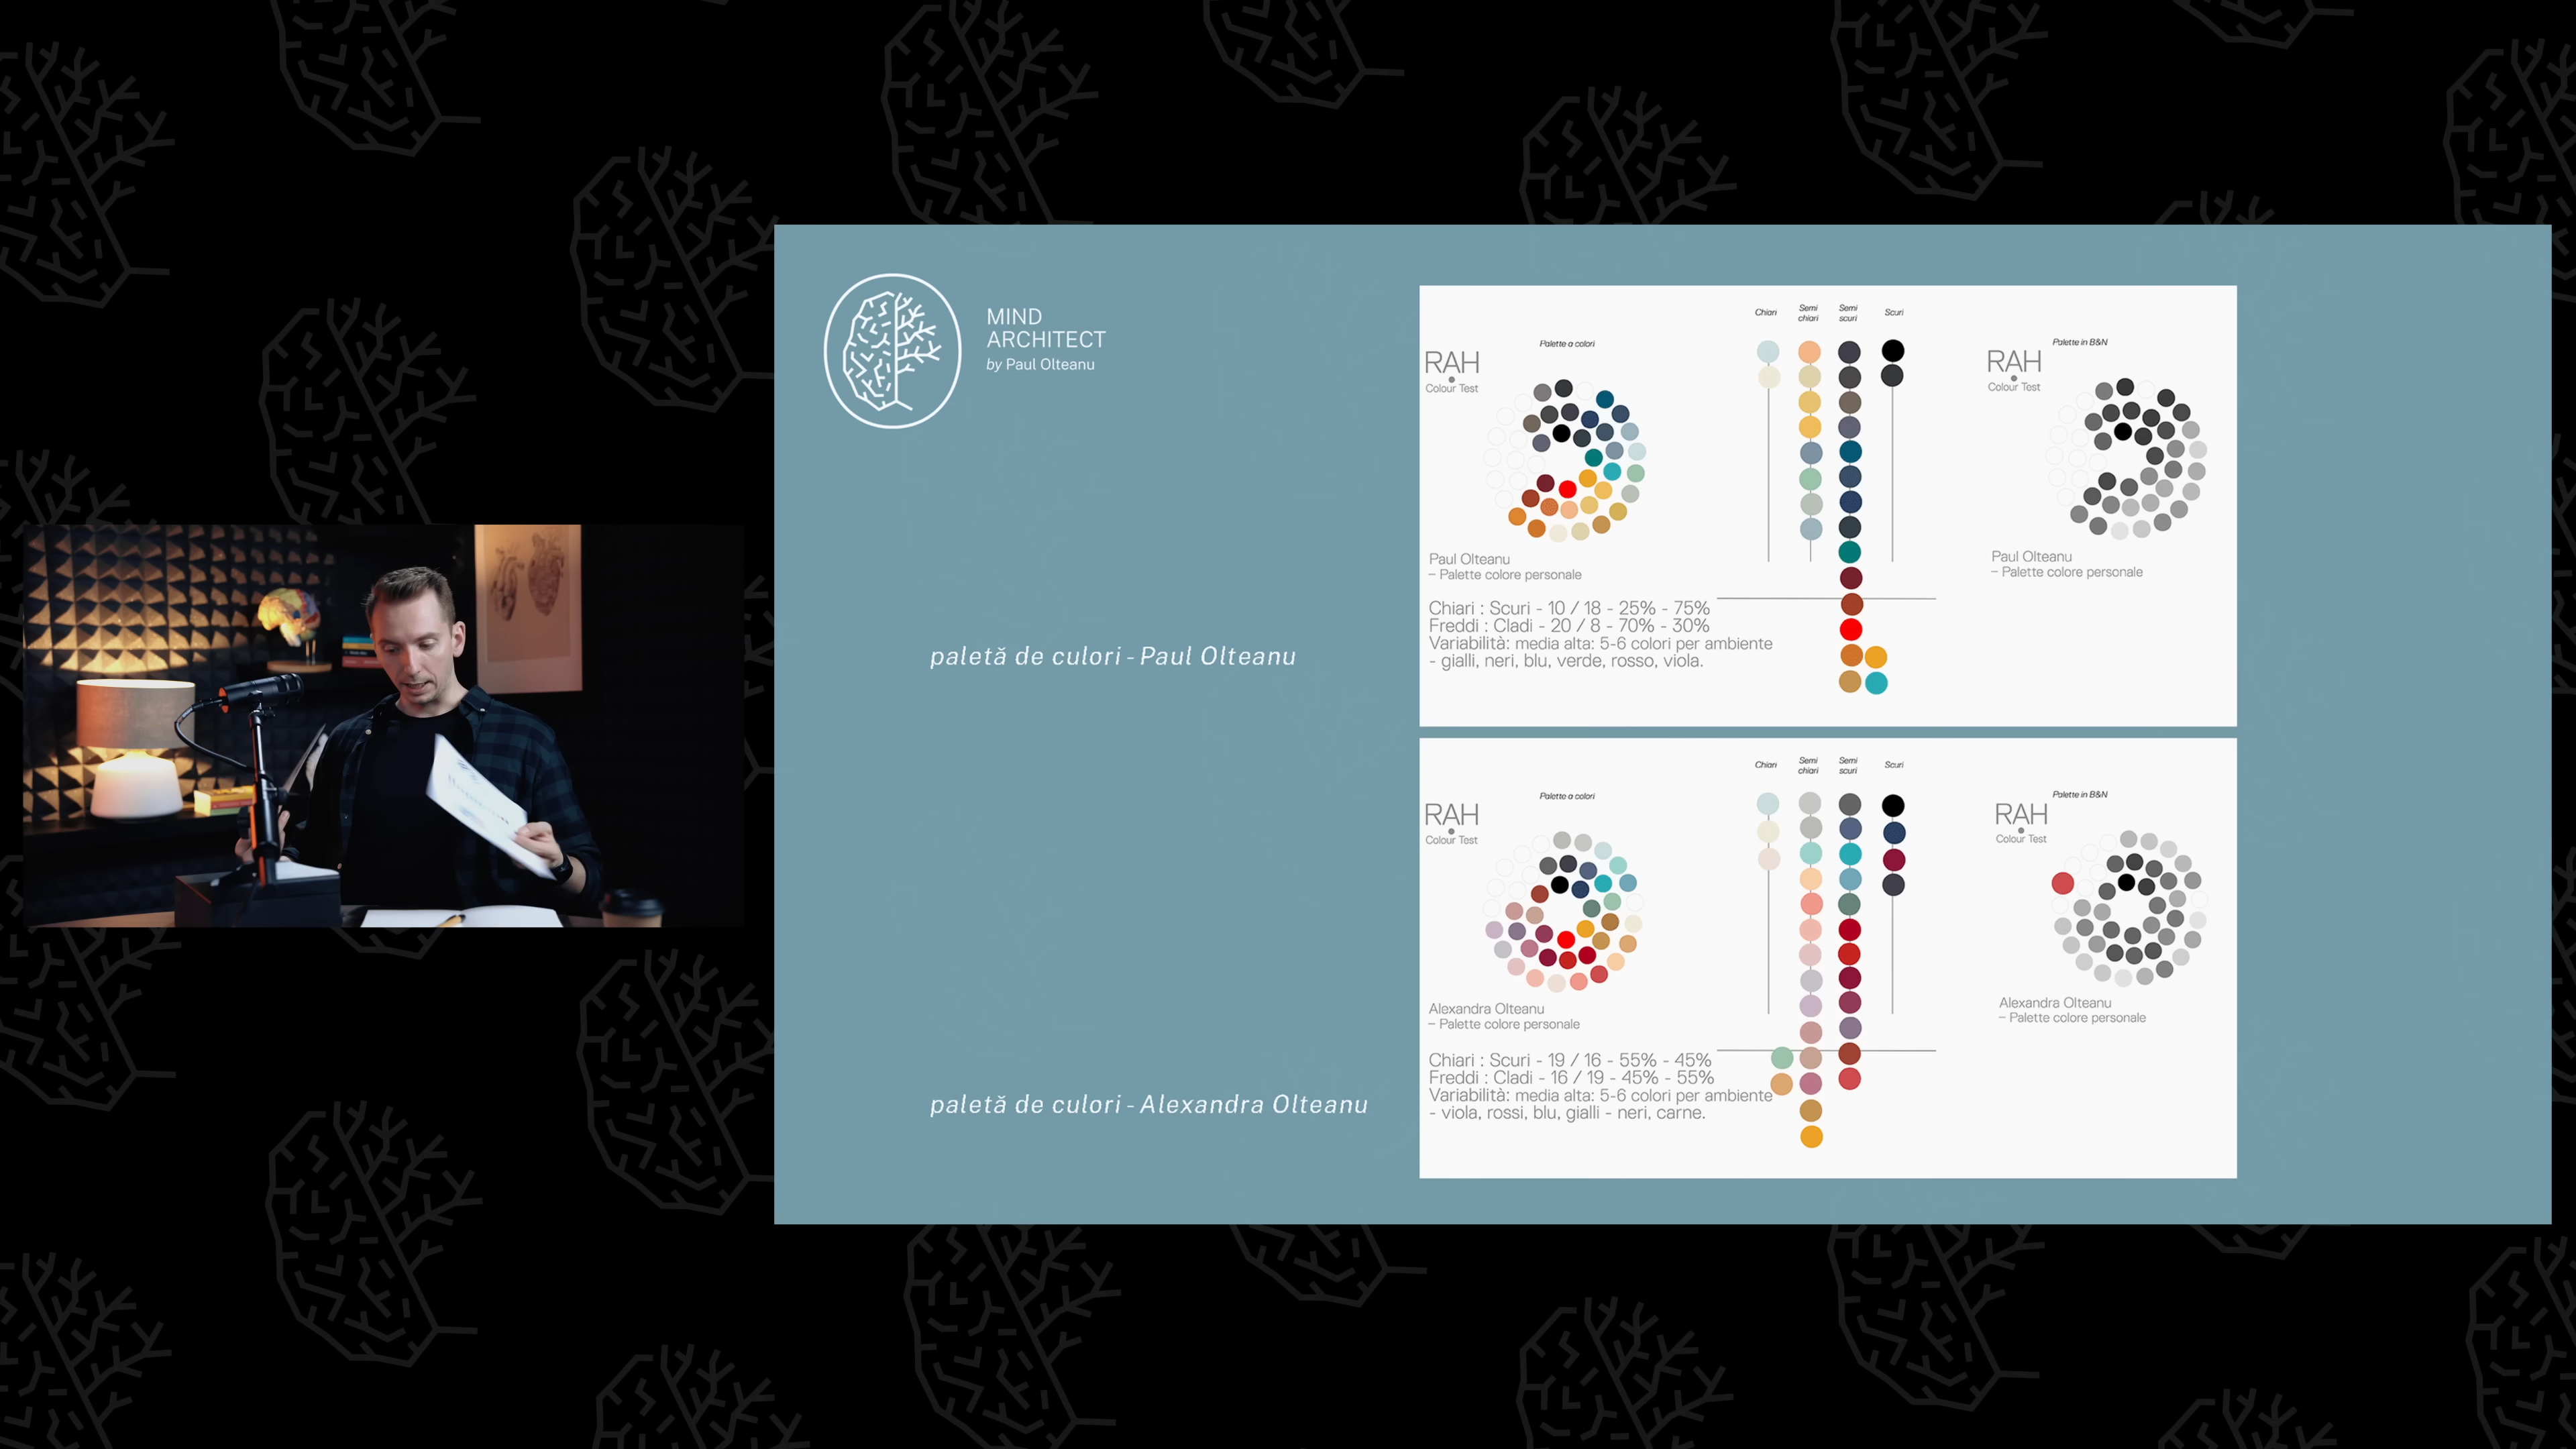 MIND
ARCHITECT
by Paul Olteanu
paletă de culori - Paul Olteanu
paletă de culori - Alexandra Olteanu
RAH
Colour Test
Palette a colori
Chiari
Semi
chiari
Semi
scuri
Scuri
RAH
Colour Test
Palette in B&N
Paul Olteanu
– Palette colore personale
Paul Olteanu
– Palette colore personale
Chiari : Scuri - 10 / 18 - 25% - 75%
Freddi : Cladi - 20 / 8 - 70% - 30%
Variabilità: media alta: 5-6 colori per ambiente
- gialli, neri, blu, verde, rosso, viola.
RAH
Colour Test
Palette a colori
Chiari
Semi
chiari
Semi
scuri
Scuri
RAH
Colour Test
Palette in B&N
Alexandra Olteanu
– Palette colore personale
Alexandra Olteanu
– Palette colore personale
Chiari : Scuri - 19 / 16 - 55% - 45%
Freddi : Cladi - 16 / 19 - 45% - 55%
Variabilità: media alta: 5-6 colori per ambiente
- viola, rossi, blu, gialli - neri, carne.